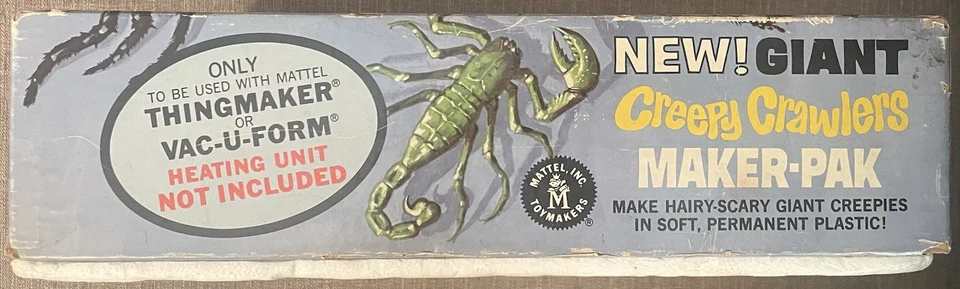 ONLY
TO BE USED WITH MATTEL
THINGMAKER®
OR
VAC-U-FORM®
HEATING UNIT
NOT INCLUDED
MATTEL, INC.
M
TOYMAKERS
®
NEW! GIANT
Creepy Crawlers
MAKER-PAK
MAKE HAIRY-SCARY GIANT CREEPIES
IN SOFT, PERMANENT PLASTIC!